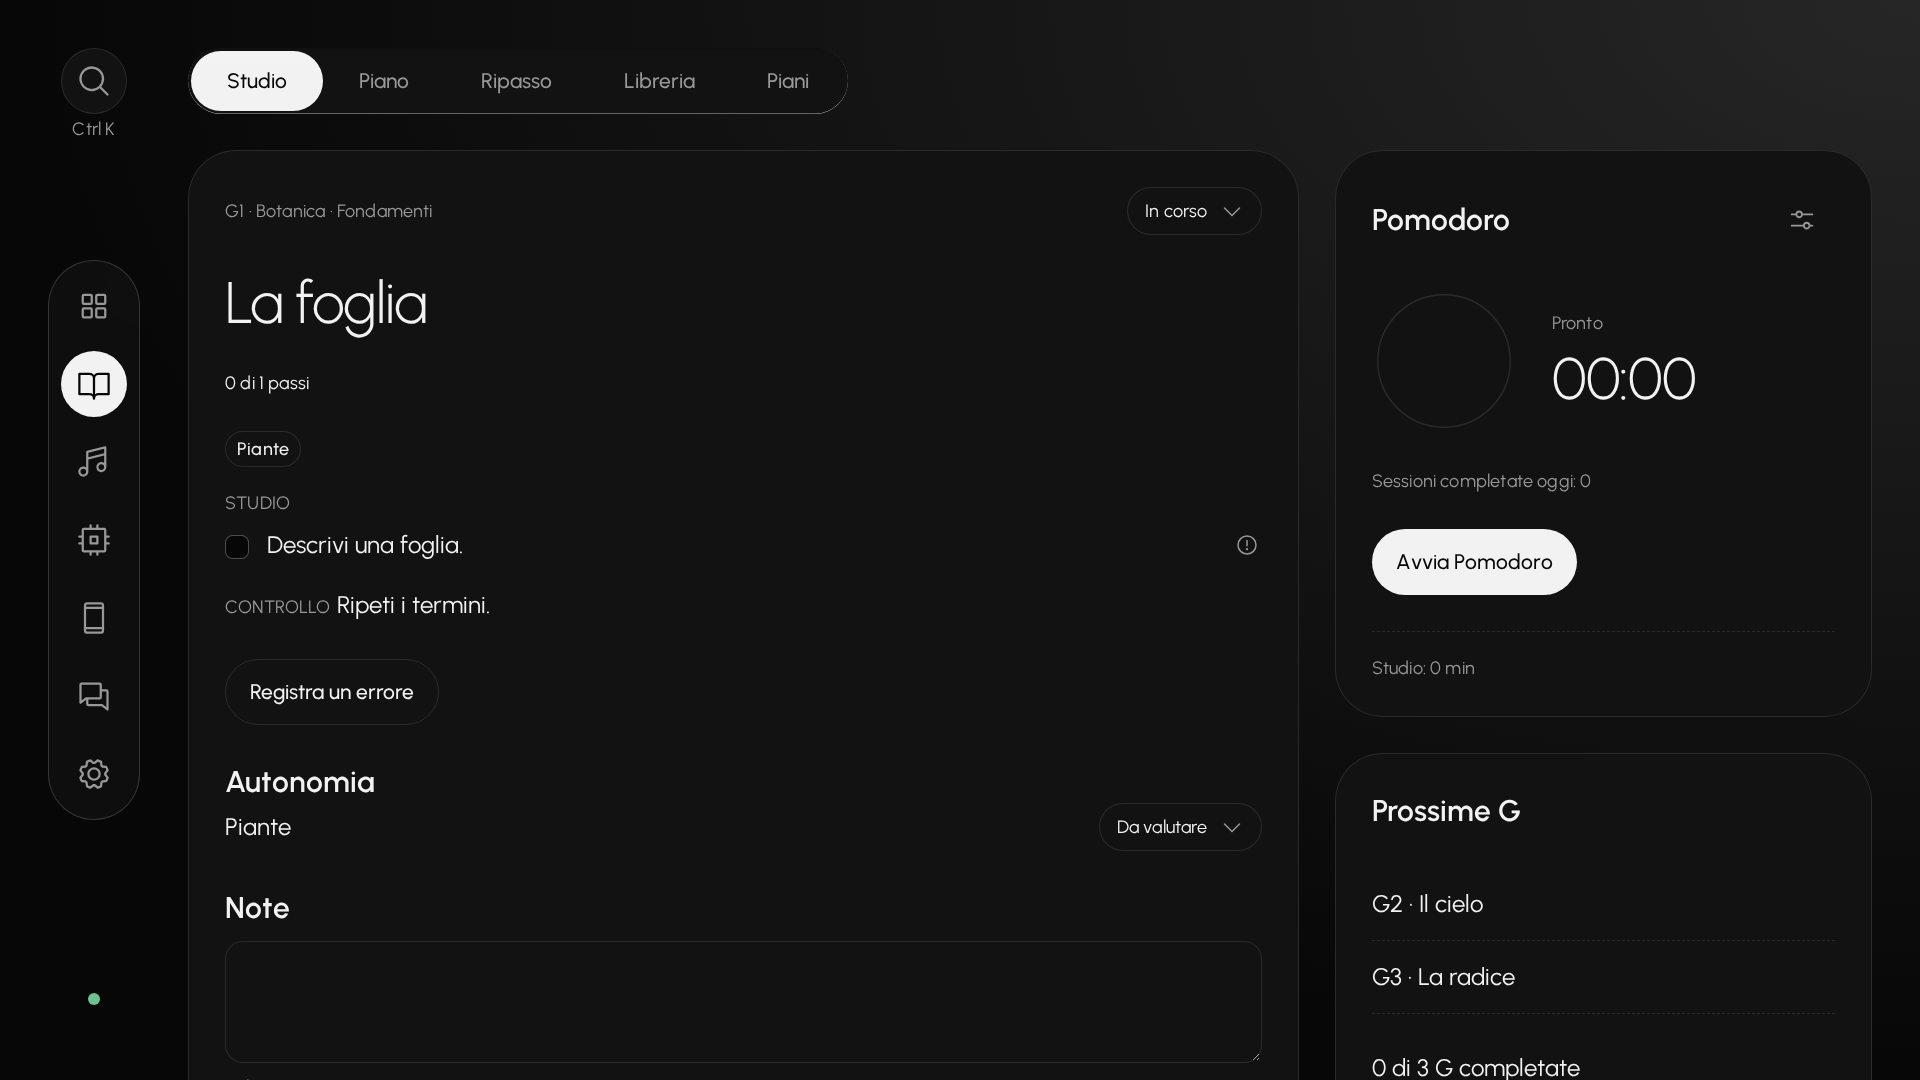 Ctrl K
Studio
Piano
Ripasso
Libreria
Piani
G1 · Botanica · Fondamenti
In corso
La foglia
0 di 1 passi
Piante
STUDIO
Descrivi una foglia.
CONTROLLO Ripeti i termini.
Registra un errore
Autonomia
Piante
Da valutare
Note
Pomodoro
Pronto
00:00
Sessioni completate oggi: 0
Avvia Pomodoro
Studio: 0 min
Prossime G
G2 · Il cielo
G3 · La radice
0 di 3 G completate